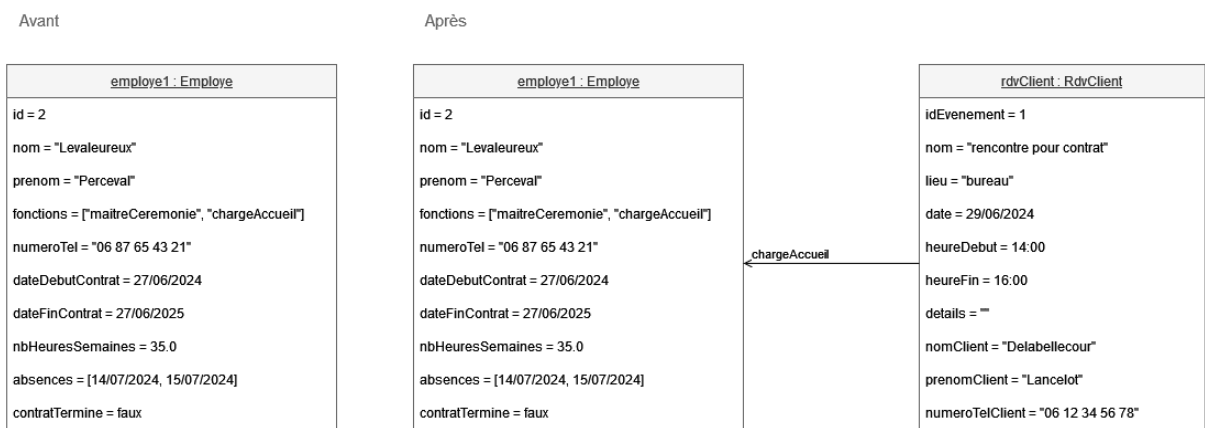 Avant
Après
employe1 : Employe
id = 2
nom = "Levaleureux"
prenom = "Perceval"
fonctions = ["maitreCeremonie", "chargeAccueil"]
numeroTel = "06 87 65 43 21"
dateDebutContrat = 27/06/2024
dateFinContrat = 27/06/2025
nbHeuresSemaines = 35.0
absences = [14/07/2024, 15/07/2024]
contratTermine = faux
employe1 : Employe
id = 2
nom = "Levaleureux"
prenom = "Perceval"
fonctions = ["maitreCeremonie", "chargeAccueil"]
numeroTel = "06 87 65 43 21"
dateDebutContrat = 27/06/2024
dateFinContrat = 27/06/2025
nbHeuresSemaines = 35.0
absences = [14/07/2024, 15/07/2024]
contratTermine = faux
chargeAccueil
rdvClient : RdvClient
idEvenement = 1
nom = "rencontre pour contrat"
lieu = "bureau"
date = 29/06/2024
heureDebut = 14:00
heureFin = 16:00
details = ""
nomClient = "Delabellecour"
prenomClient = "Lancelot"
numeroTelClient = "06 12 34 56 78"